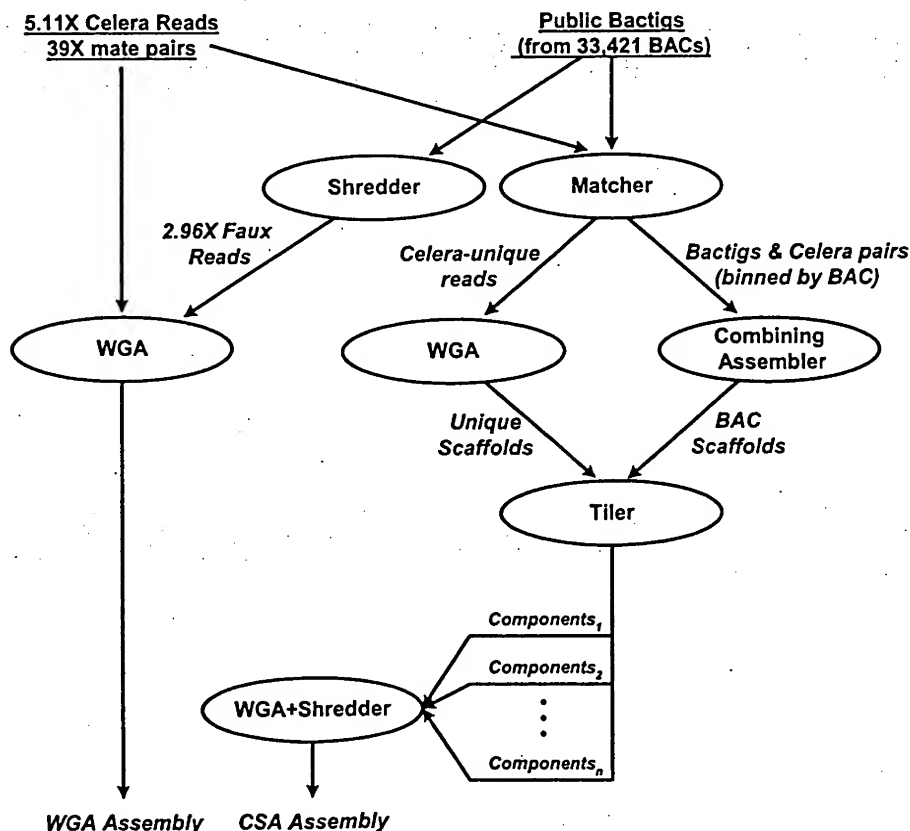 5.11X Celera Reads
39X mate pairs
Public Bactigs
(from 33,421 BACs)
Shredder
Matcher
2.96X Faux
Reads
Celera-unique
reads
Bactigs & Celera pairs
(binned by BAC)
WGA
WGA
Combining
Assembler
Unique
Scaffolds
BAC
Scaffolds
Tiler
Components1
Components2
WGA+Shredder
Componentsn
WGA Assembly
CSA Assembly